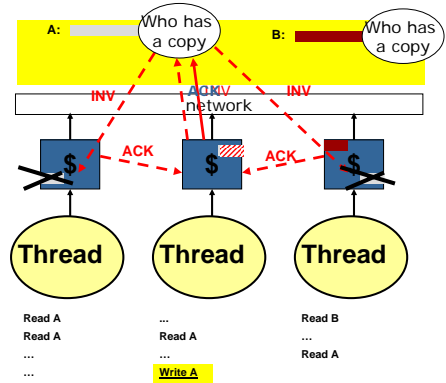 A:
Who has
a copy
B:
Who has
a copy
INV
ACK
INV
INV
network
$
ACK
$
ACK
$
Thread
Thread
Thread
Read A
Read A
…
…
...
Read A
…
Write A
Read B
…
Read A